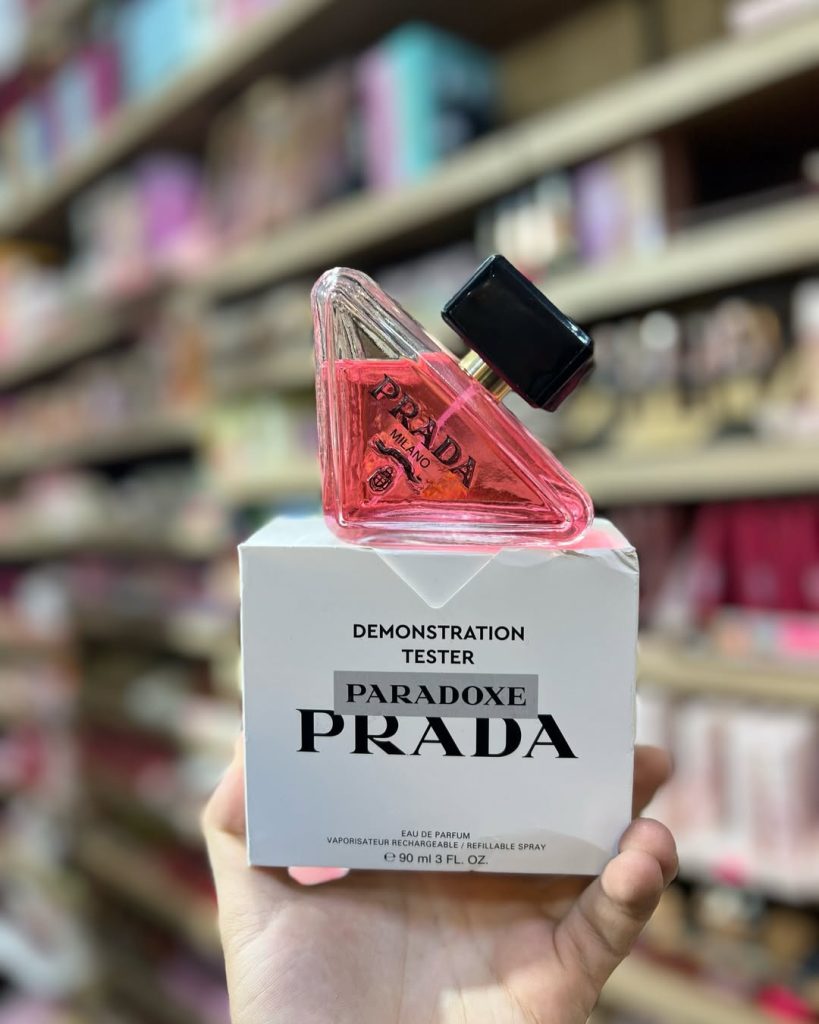 PRADA
MILANO
DEMONSTRATION
TESTER
PARADOXE
PRADA
EAU DE PARFUM
VAPORISATEUR RECHARGEABLE / REFILLABLE SPRAY
℮ 90 ml 3 FL. OZ.